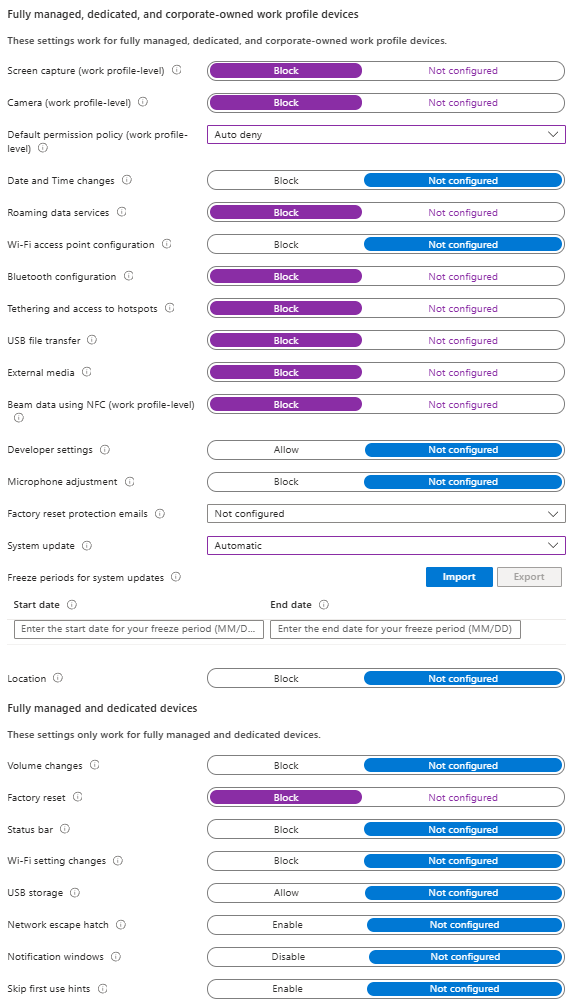 Fully managed, dedicated, and corporate-owned work profile devices
These settings work for fully managed, dedicated, and corporate-owned work profile devices.
Screen capture (work profile-level) Block Not configured
Camera (work profile-level) Block Not configured
Default permission policy (work profile- Auto deny
level)
Date and Time changes Block Not configured
Roaming data services Block Not configured
Wi-Fi access point configuration Block Not configured
Bluetooth configuration Block Not configured
Tethering and access to hotspots Block Not configured
USB file transfer Block Not configured
External media Block Not configured
Beam data using NFC (work profile-level) Block Not configured
Developer settings Allow Not configured
Microphone adjustment Block Not configured
Factory reset protection emails Not configured
System update Automatic
Freeze periods for system updates Import Export
Start date End date
Enter the start date for your freeze period (MM/D... Enter the end date for your freeze period (MM/DD)
Location Block Not configured
Fully managed and dedicated devices
These settings only work for fully managed and dedicated devices.
Volume changes Block Not configured
Factory reset Block Not configured
Status bar Block Not configured
Wi-Fi setting changes Block Not configured
USB storage Allow Not configured
Network escape hatch Enable Not configured
Notification windows Disable Not configured
Skip first use hints Enable Not configured